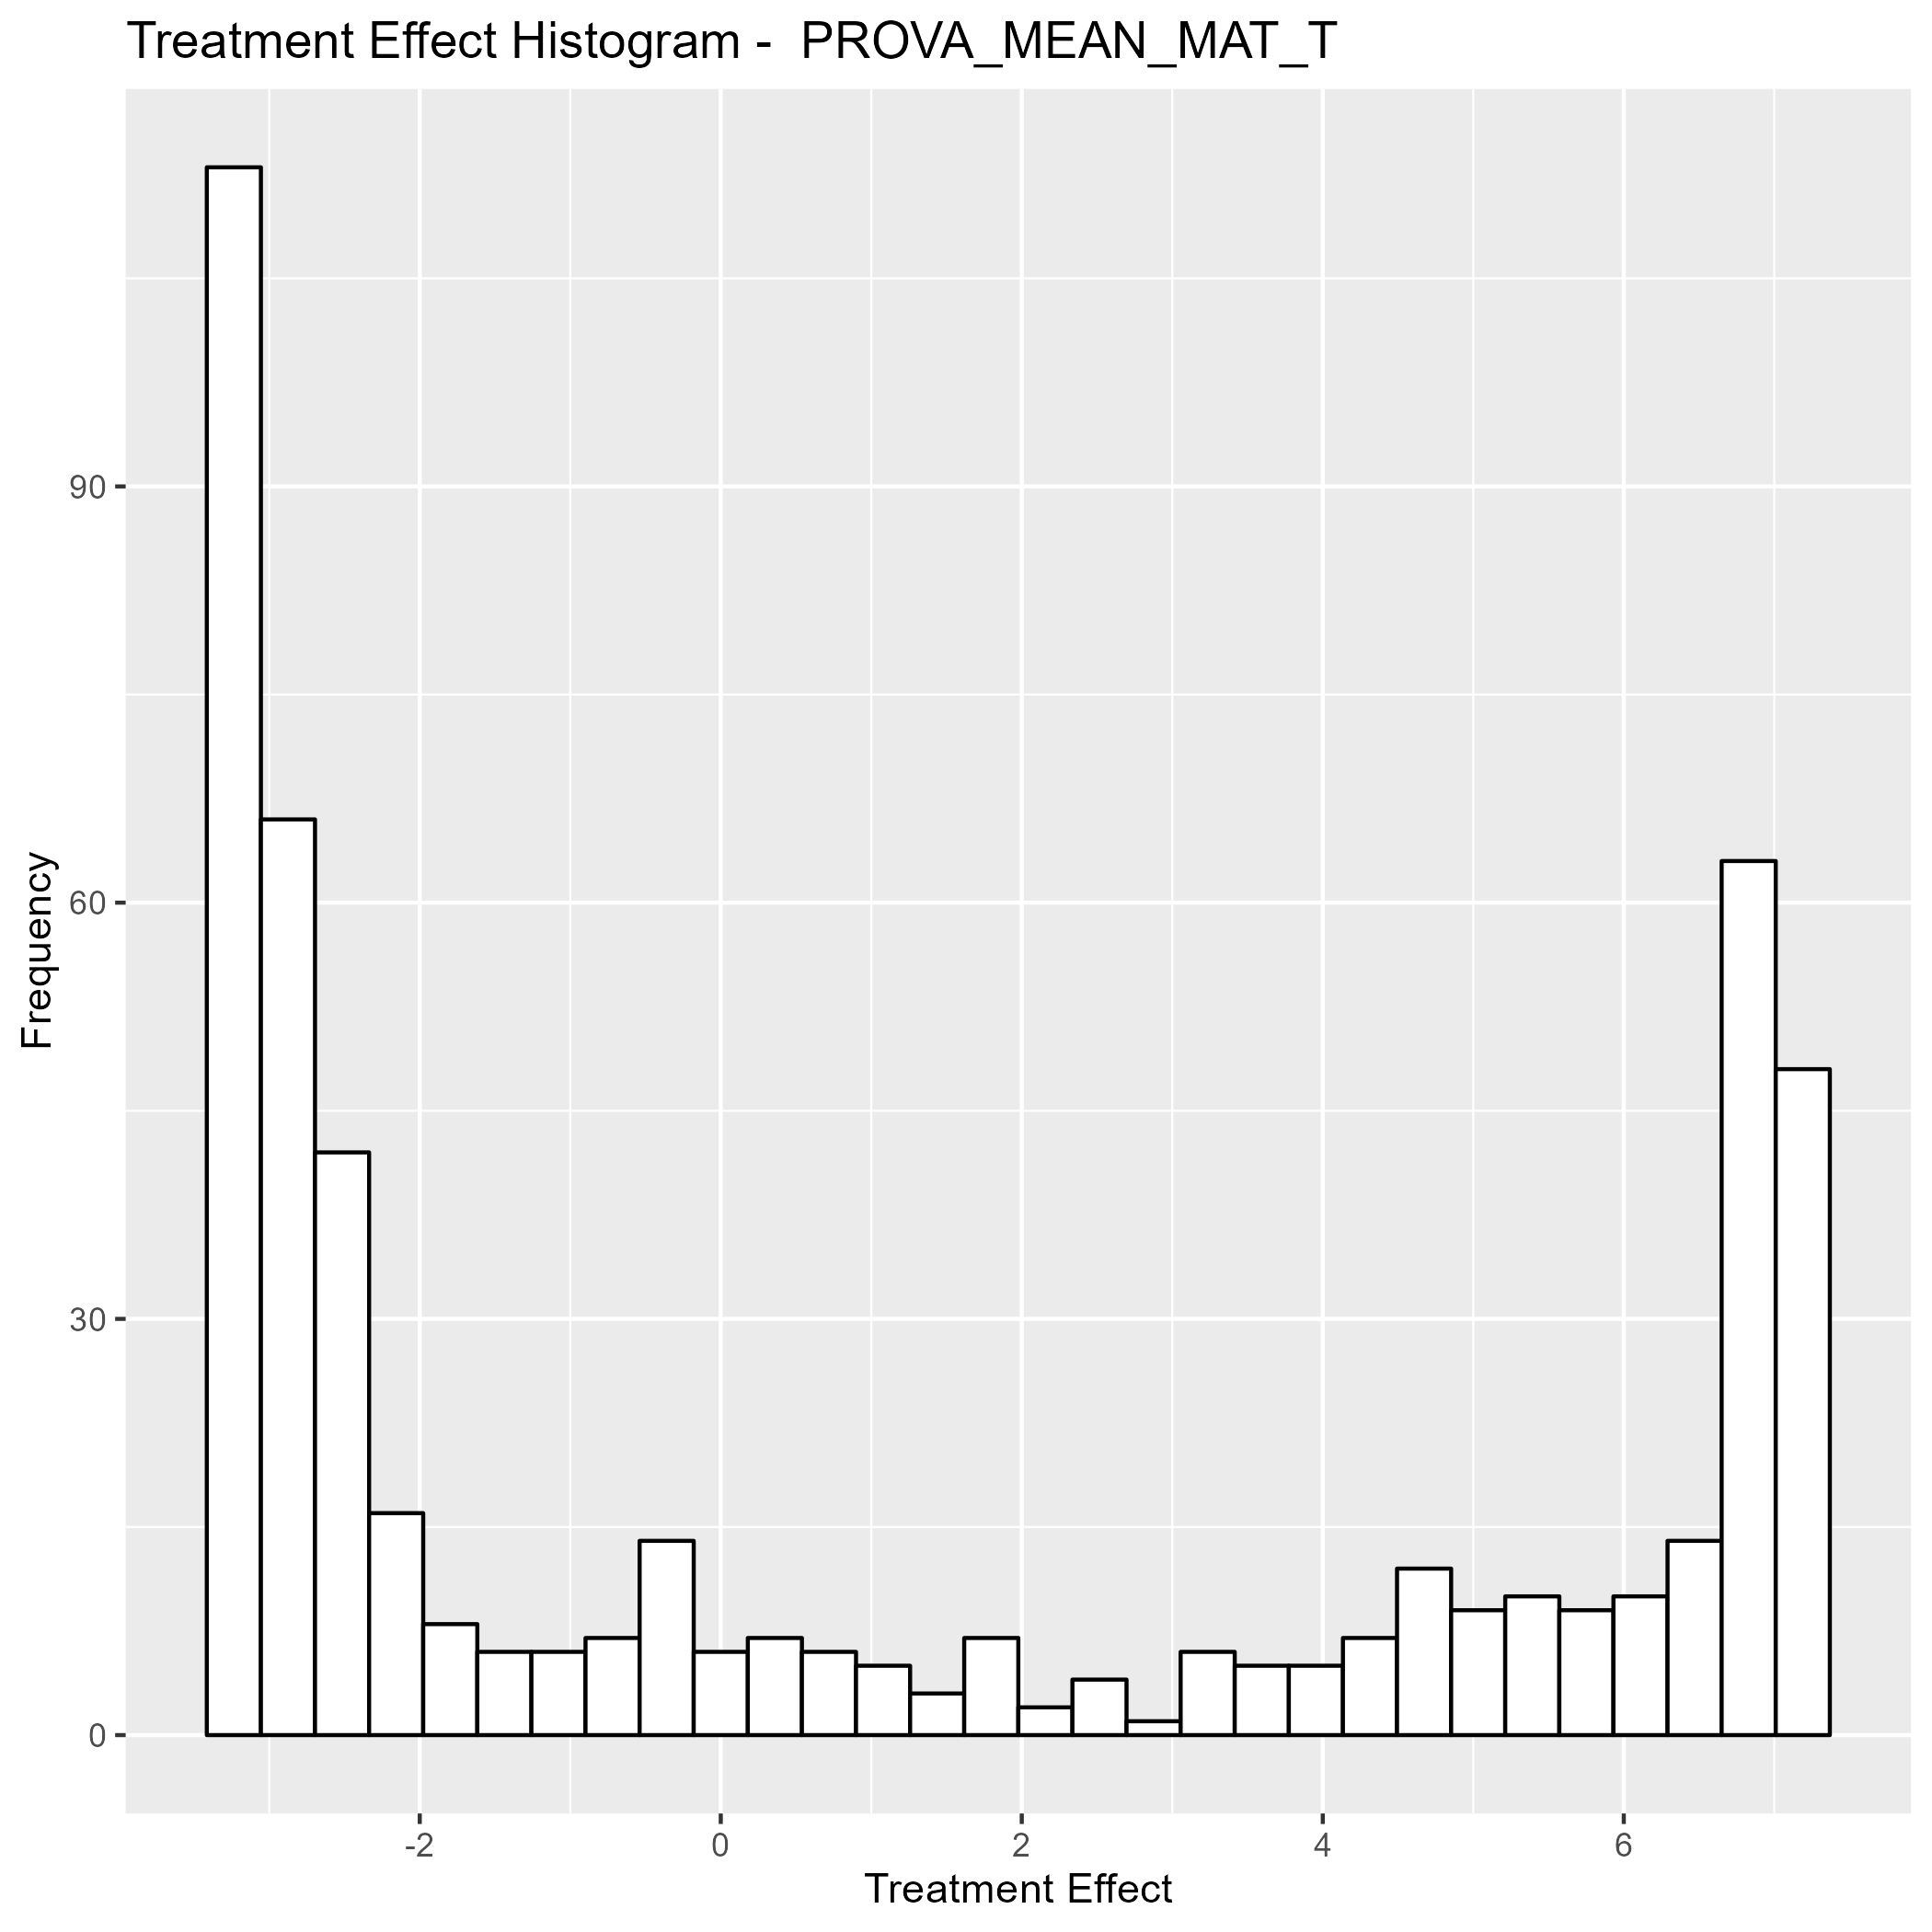 Treatment Effect Histogram -  PROVA_MEAN_MAT_T
Frequency
90
60
30
0
-2 0 2 4 6
Treatment Effect